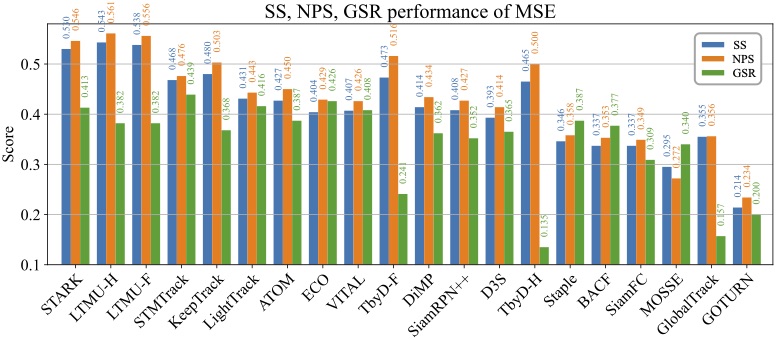 SS, NPS, GSR performance of MSE
Score
0.5
0.4
0.3
0.2
0.1
SS
NPS
GSR
0.530 0.546 0.413
0.543 0.561 0.382
0.538 0.556 0.382
0.468 0.476 0.439
0.480 0.503 0.368
0.431 0.443 0.416
0.427 0.450 0.387
0.404 0.429 0.426
0.407 0.426 0.408
0.473 0.516 0.241
0.414 0.434 0.362
0.408 0.427 0.352
0.393 0.414 0.365
0.465 0.500 0.135
0.346 0.358 0.387
0.337 0.353 0.377
0.337 0.349 0.309
0.295 0.272 0.340
0.355 0.356 0.157
0.214 0.234 0.200
STARK
LTMU-H
LTMU-F
STMTrack
KeepTrack
LightTrack
ATOM
ECO
VITAL
TbyD-F
DiMP
SiamRPN++
D3S
TbyD-H
Staple
BACF
SiamFC
MOSSE
GlobalTrack
GOTURN